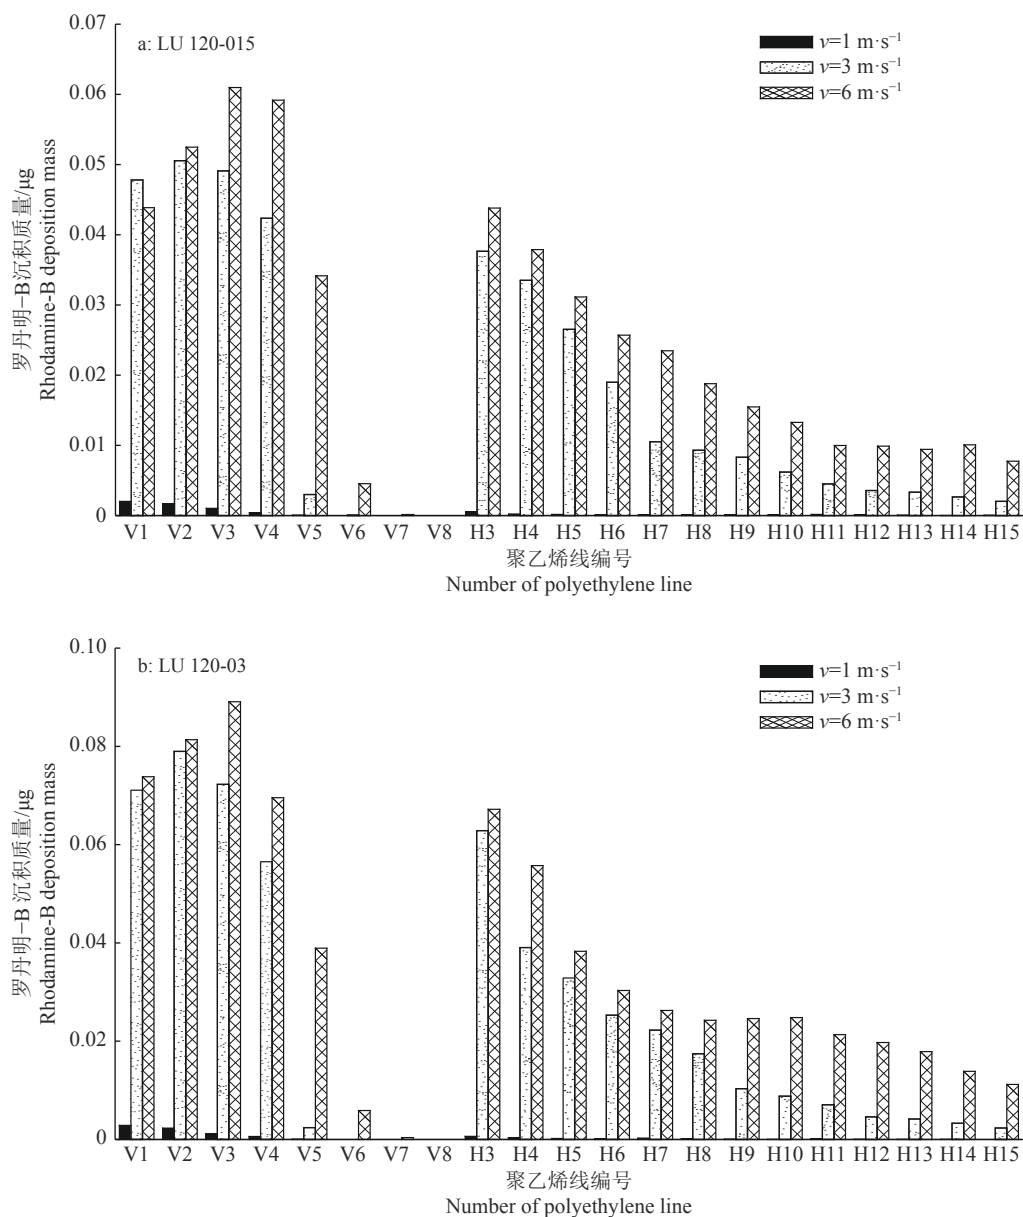 a: LU 120-015
v=1 m·s⁻¹
v=3 m·s⁻¹
v=6 m·s⁻¹
0.07
0.06
0.05
0.04
0.03
0.02
0.01
0
罗丹明−B沉积质量/μg
Rhodamine-B deposition mass
V1 V2 V3 V4 V5 V6 V7 V8 H3 H4 H5 H6 H7 H8 H9 H10 H11 H12 H13 H14 H15
聚乙烯线编号
Number of polyethylene line
b: LU 120-03
v=1 m·s⁻¹
v=3 m·s⁻¹
v=6 m·s⁻¹
0.10
0.08
0.06
0.04
0.02
0
罗丹明−B 沉积质量/μg
Rhodamine-B deposition mass
V1 V2 V3 V4 V5 V6 V7 V8 H3 H4 H5 H6 H7 H8 H9 H10 H11 H12 H13 H14 H15
聚乙烯线编号
Number of polyethylene line